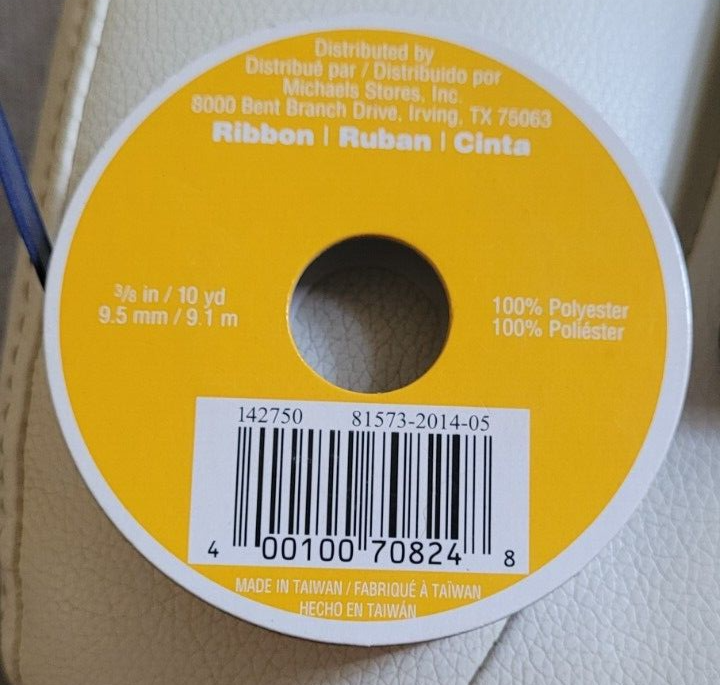 Distributed by
Distribué par / Distribuido por
Michaels Stores, Inc.
8000 Bent Branch Drive, Irving, TX 75063
Ribbon | Ruban | Cinta
3/8 in / 10 yd
9.5 mm / 9.1 m
100% Polyester
100% Poliéster
142750 81573-2014-05
4 00100 70824 8
MADE IN TAIWAN / FABRIQUÉ À TAÏWAN
HECHO EN TAIWÁN